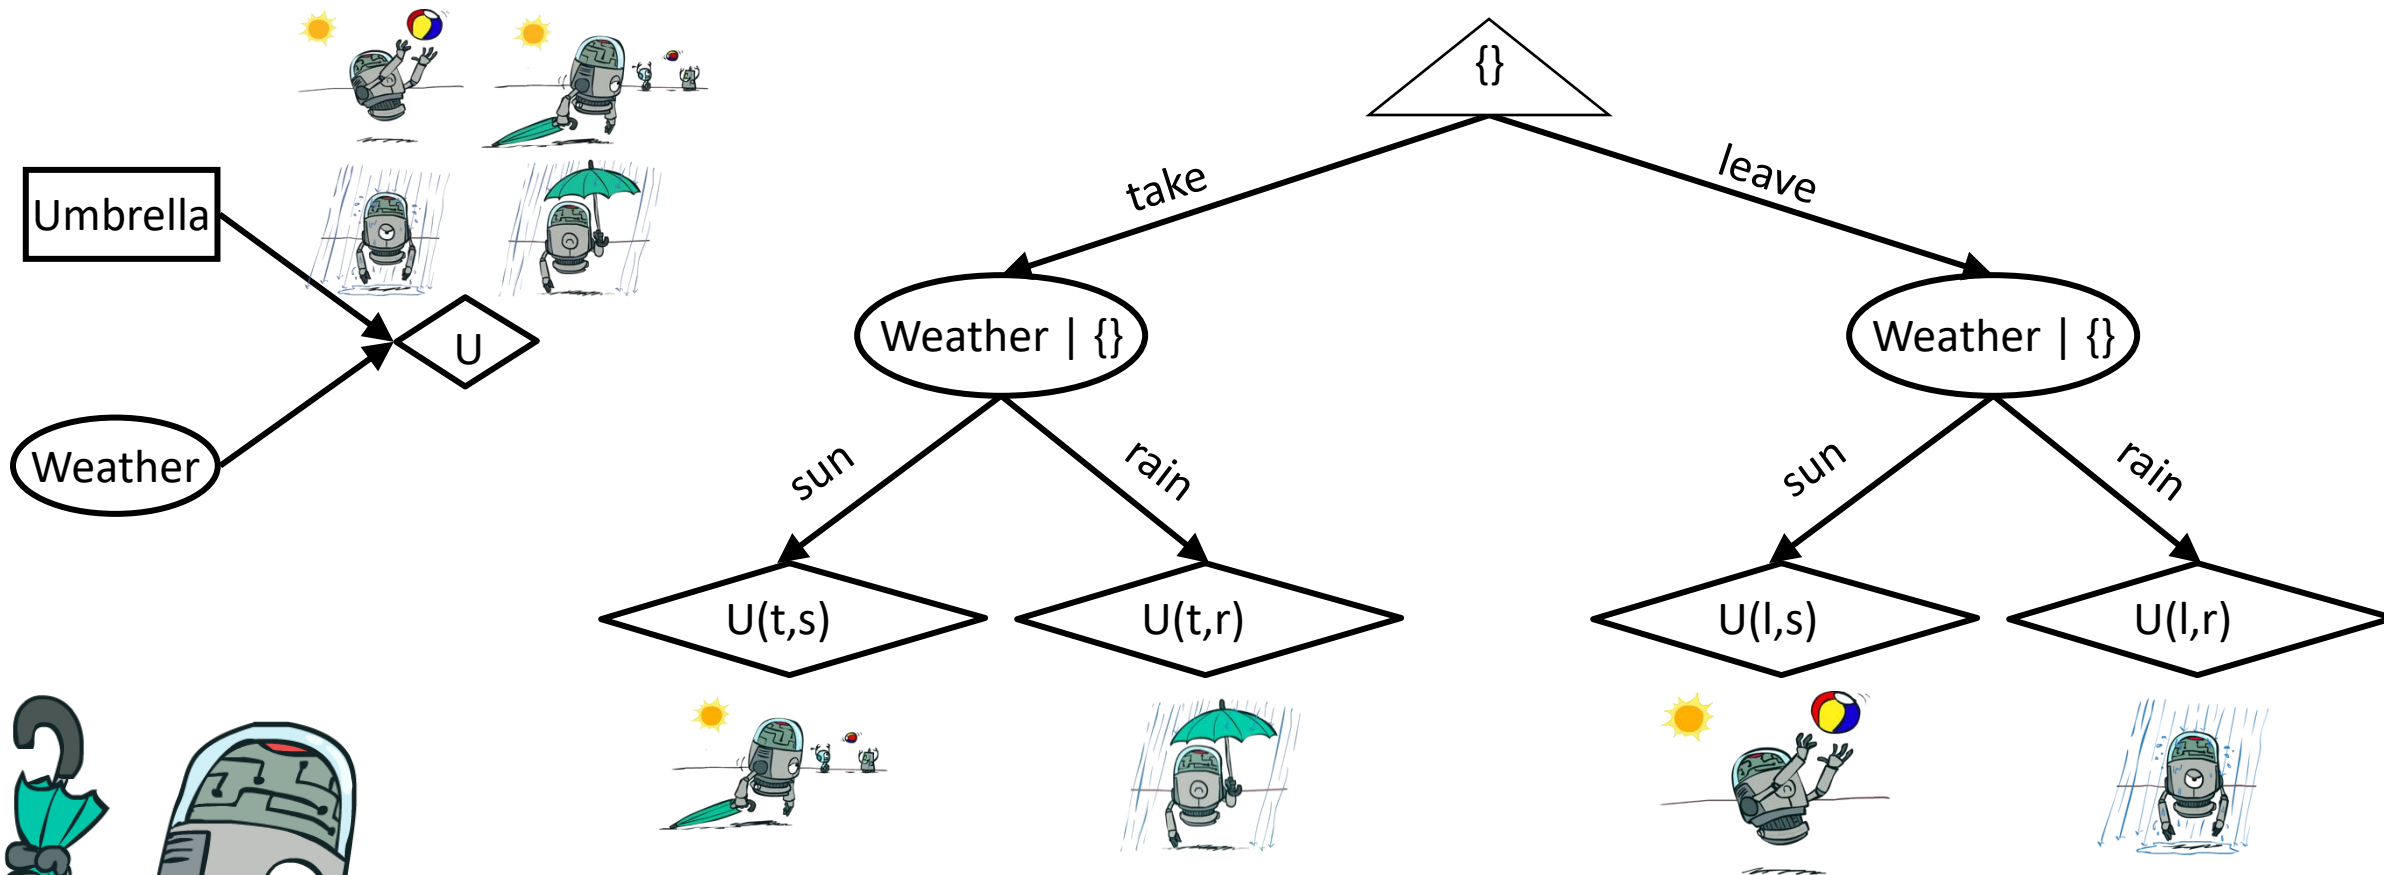 Umbrella
U
Weather
{}
take
leave
Weather | {}
Weather | {}
sun
rain
sun
rain
U(t,s)
U(t,r)
U(l,s)
U(l,r)